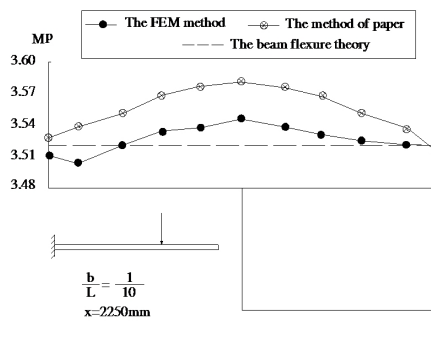 The FEM method
The method of paper
The beam flexure theory
MP
3.60
3.57
3.54
3.51
3.48
b/L = 1/10
x=2250mm